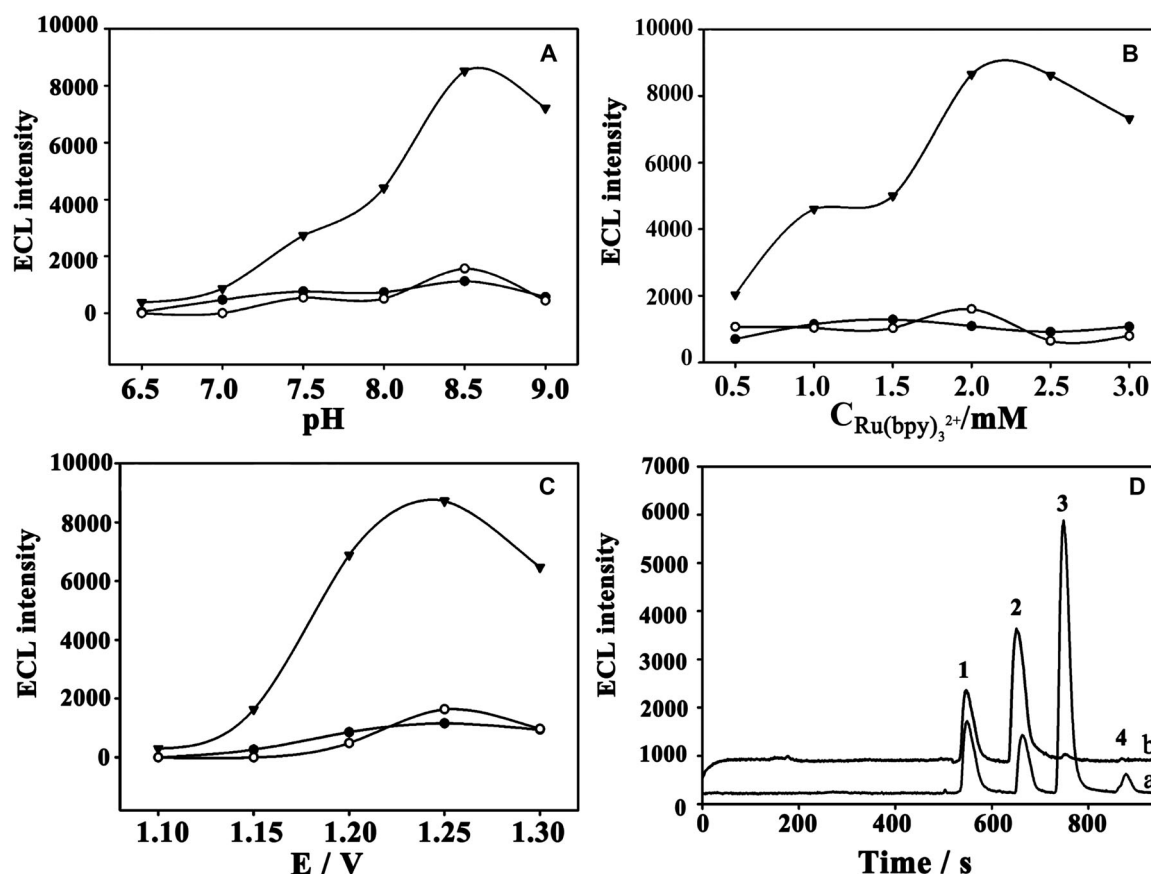 A
ECL intensity
10000
8000
6000
4000
2000
0
6.5 7.0 7.5 8.0 8.5 9.0
pH
B
ECL intensity
10000
8000
6000
4000
2000
0
0.5 1.0 1.5 2.0 2.5 3.0
C Ru(bpy)₃²⁺/mM
C
ECL intensity
10000
8000
6000
4000
2000
0
1.10 1.15 1.20 1.25 1.30
E / V
D
ECL intensity
7000
6000
5000
4000
3000
2000
1000
0
1
2
3
4
b
a
0 200 400 600 800
Time / s